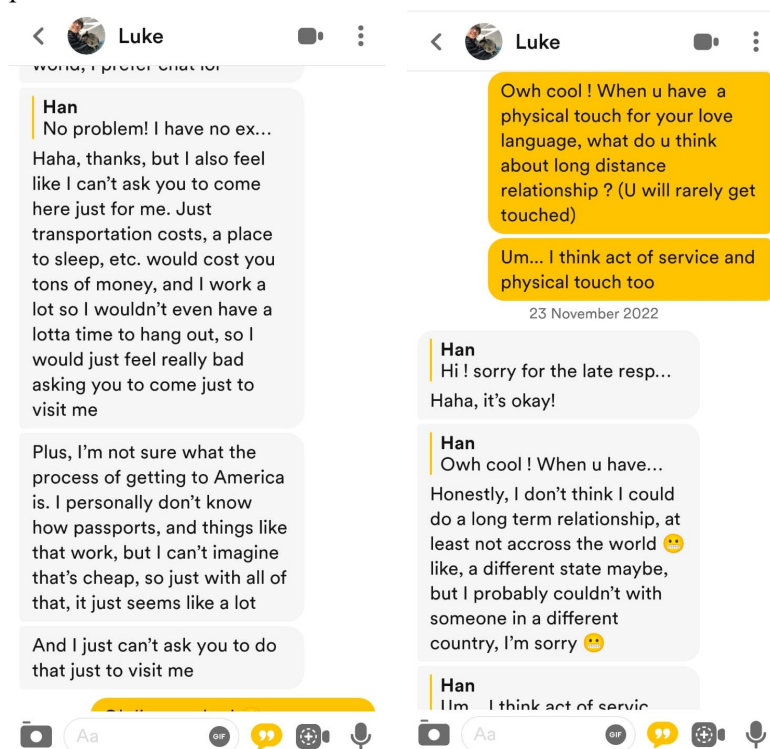 Luke
world, I prefer chat lol
Han
No problem! I have no ex...
Haha, thanks, but I also feel
like I can't ask you to come
here just for me. Just
transportation costs, a place
to sleep, etc. would cost you
tons of money, and I work a
lot so I wouldn't even have a
lotta time to hang out, so I
would just feel really bad
asking you to come just to
visit me
Plus, I'm not sure what the
process of getting to America
is. I personally don't know
how passports, and things like
that work, but I can't imagine
that's cheap, so just with all of
that, it just seems like a lot
And I just can't ask you to do
that just to visit me
Aa
GIF
Luke
Owh cool ! When u have a
physical touch for your love
language, what do u think
about long distance
relationship ? (U will rarely get
touched)
Um... I think act of service and
physical touch too
23 November 2022
Han
Hi ! sorry for the late resp...
Haha, it's okay!
Han
Owh cool ! When u have...
Honestly, I don't think I could
do a long term relationship, at
least not accross the world 😬
like, a different state maybe,
but I probably couldn't with
someone in a different
country, I'm sorry 😬
Han
Um... I think act of servic
Aa
GIF